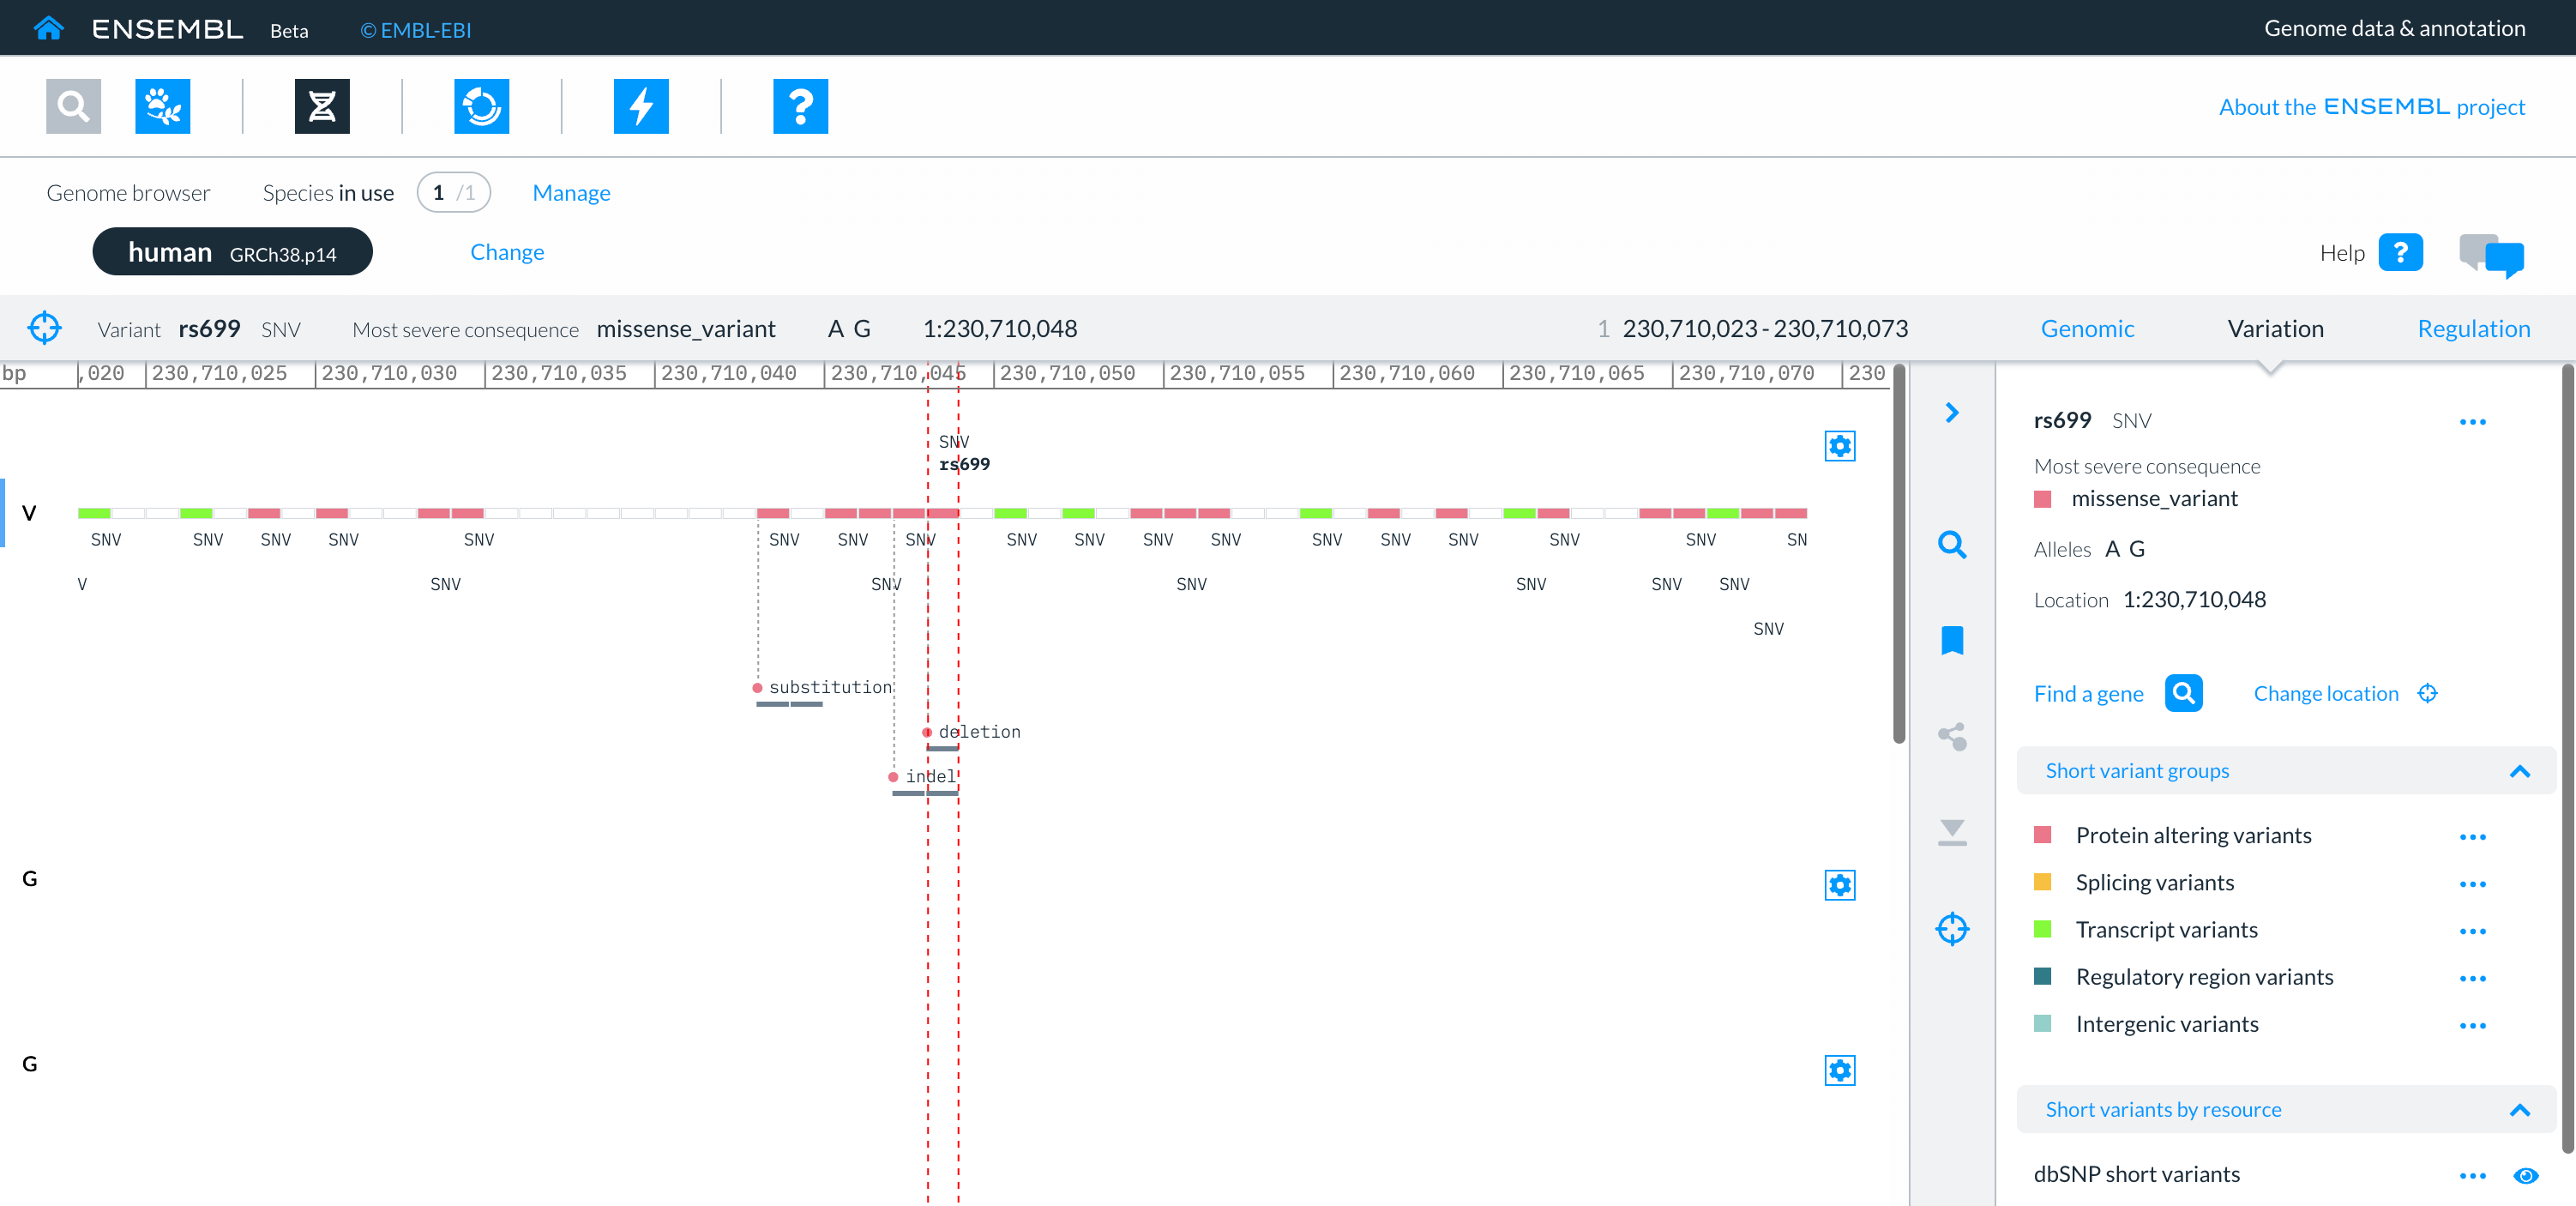 ENSEMBL Beta © EMBL-EBI Genome data & annotation
About the ENSEMBL project
Genome browser Species in use 1 /1 Manage
human GRCh38.p14 Change Help ?
Variant rs699 SNV Most severe consequence missense_variant A G 1:230,710,048 1 230,710,023 - 230,710,073 Genomic Variation Regulation
bp ,020 230,710,025 230,710,030 230,710,035 230,710,040 230,710,045 230,710,050 230,710,055 230,710,060 230,710,065 230,710,070 230
SNV
rs699
V
SNV SNV SNV SNV SNV SNV SNV SNV SNV SNV SNV SNV SNV SNV SNV SNV SNV SN
V SNV SNV SNV SNV SNV SNV
SNV
substitution
deletion
indel
G
G
rs699 SNV
Most severe consequence
missense_variant
Alleles A G
Location 1:230,710,048
Find a gene Change location
Short variant groups
Protein altering variants
Splicing variants
Transcript variants
Regulatory region variants
Intergenic variants
Short variants by resource
dbSNP short variants